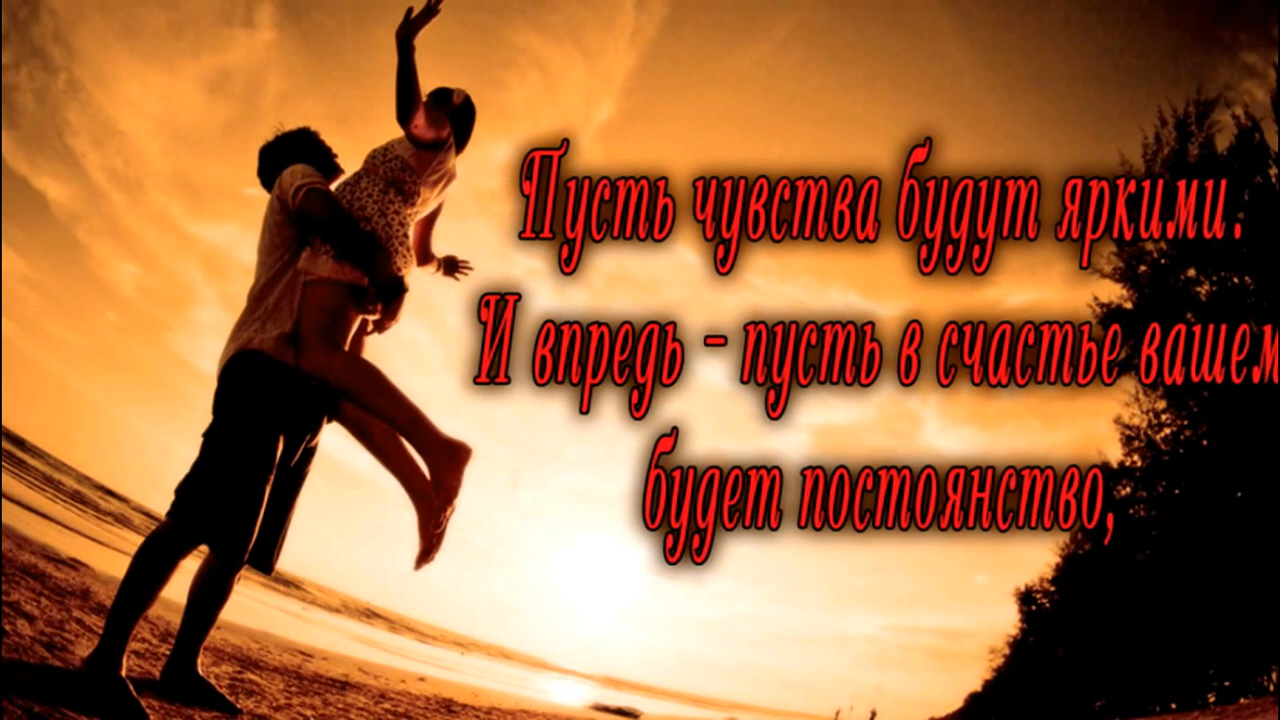 Пусть чувства будут яркими.
И впредь - пусть в счастье вашем
будет постоянство,